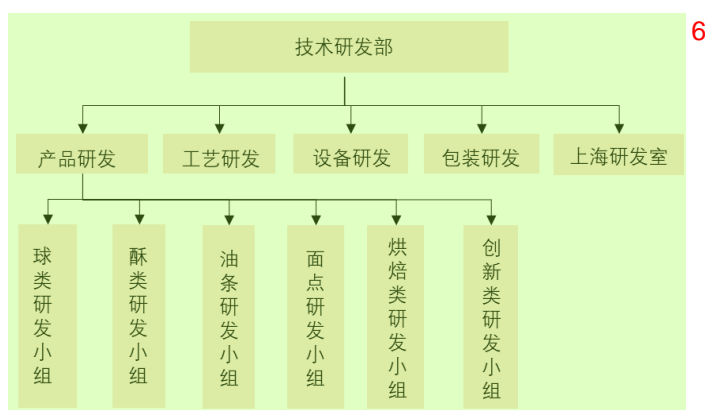 技术研发部
6
产品研发
工艺研发
设备研发
包装研发
上海研发室
球类研发小组
酥类研发小组
油条研发小组
面点研发小组
烘焙类研发小组
创新类研发小组